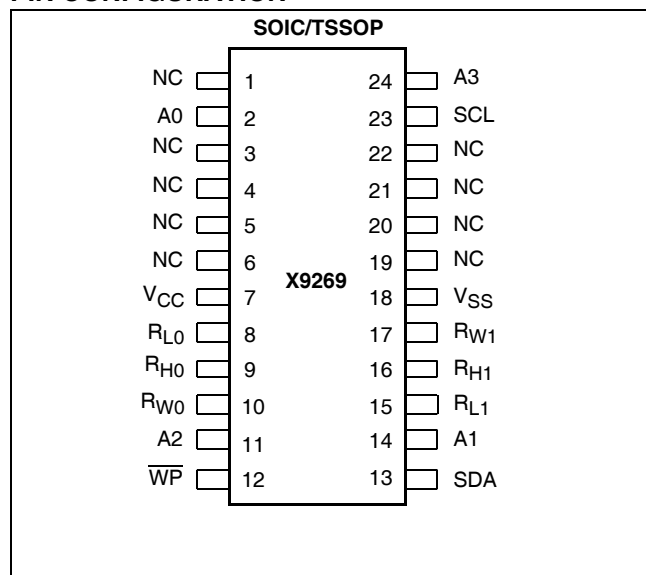 SOIC/TSSOP
NC 1 24 A3
A0 2 23 SCL
NC 3 22 NC
NC 4 21 NC
NC 5 20 NC
NC 6 19 NC
X9269
VCC 7 18 VSS
RL0 8 17 RW1
RH0 9 16 RH1
RW0 10 15 RL1
A2 11 14 A1
WP 12 13 SDA